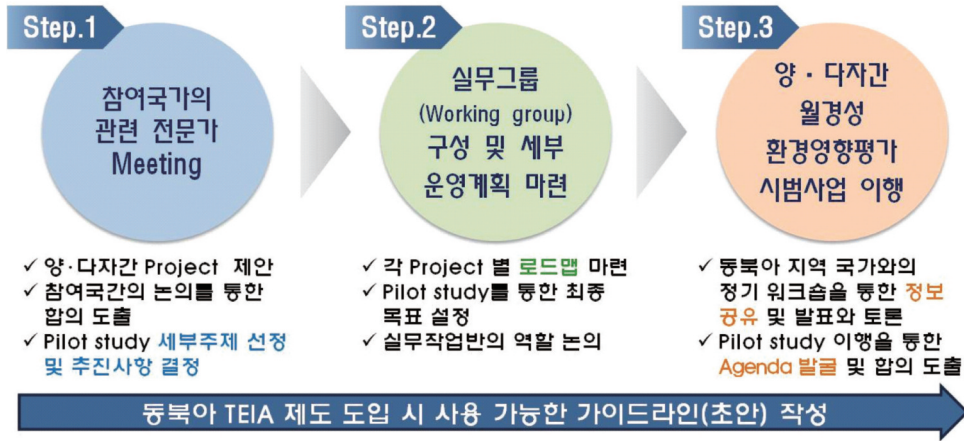 Step.1
참여국가의
관련 전문가
Meeting
✓ 양·다자간 Project 제안
✓ 참여국간의 논의를 통한
합의 도출
✓ Pilot study 세부주제 선정
및 추진사항 결정
Step.2
실무그룹
(Working group)
구성 및 세부
운영계획 마련
✓ 각 Project 별 로드맵 마련
✓ Pilot study를 통한 최종
목표 설정
✓ 실무작업반의 역할 논의
Step.3
양·다자간
월경성
환경영향평가
시범사업 이행
✓ 동북아 지역 국가와의
정기 워크숍을 통한 정보
공유 및 발표와 토론
✓ Pilot study 이행을 통한
Agenda 발굴 및 합의 도출
동북아 TEIA 제도 도입 시 사용 가능한 가이드라인(초안) 작성